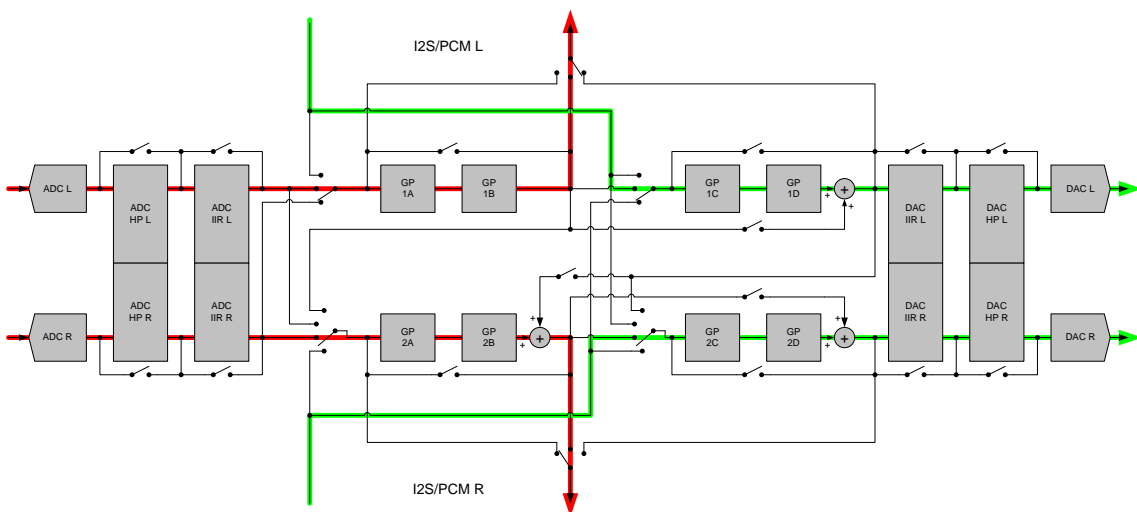 I2S/PCM L
ADC L
ADC
HP L
ADC
IIR L
GP
1A
GP
1B
GP
1C
GP
1D
+
+
+
DAC
IIR L
DAC
HP L
DAC L
ADC R
ADC
HP R
ADC
IIR R
GP
2A
GP
2B
+
+
+
GP
2C
GP
2D
+
+
+
DAC
IIR R
DAC
HP R
DAC R
I2S/PCM R